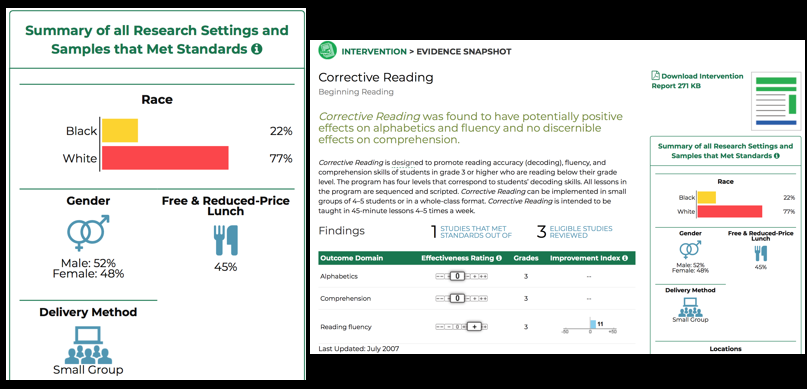 Summary of all Research Settings and
Samples that Met Standards
Race
Black 22%
White 77%
Gender
Male: 52%
Female: 48%
Free & Reduced-Price
Lunch
45%
Delivery Method
Small Group
INTERVENTION > EVIDENCE SNAPSHOT
Corrective Reading
Beginning Reading
Corrective Reading was found to have potentially positive
effects on alphabetics and fluency and no discernible
effects on comprehension.
Corrective Reading is designed to promote reading accuracy (decoding), fluency, and
comprehension skills of students in grade 3 or higher who are reading below their grade
level. The program has four levels that correspond to students' decoding skills. All lessons in
the program are sequenced and scripted. Corrective Reading can be implemented in small
groups of 4–5 students or in a whole-class format. Corrective Reading is intended to be
taught in 45-minute lessons 4–5 times a week.
Findings
1 STUDIES THAT MET
STANDARDS OUT OF
3 ELIGIBLE STUDIES
REVIEWED
Outcome Domain Effectiveness Rating Grades Improvement Index
Alphabetics -- - 0 + ++ 3 --
Comprehension -- - 0 + ++ 3 --
Reading fluency -- - 0 + ++ 3 11
-50 0 +50
Last Updated: July 2007
Download Intervention
Report 271 KB
Summary of all Research Settings and
Samples that Met Standards
Race
Black 22%
White 77%
Gender
Male: 52%
Female: 48%
Free & Reduced-Price
Lunch
45%
Delivery Method
Small Group
Locations